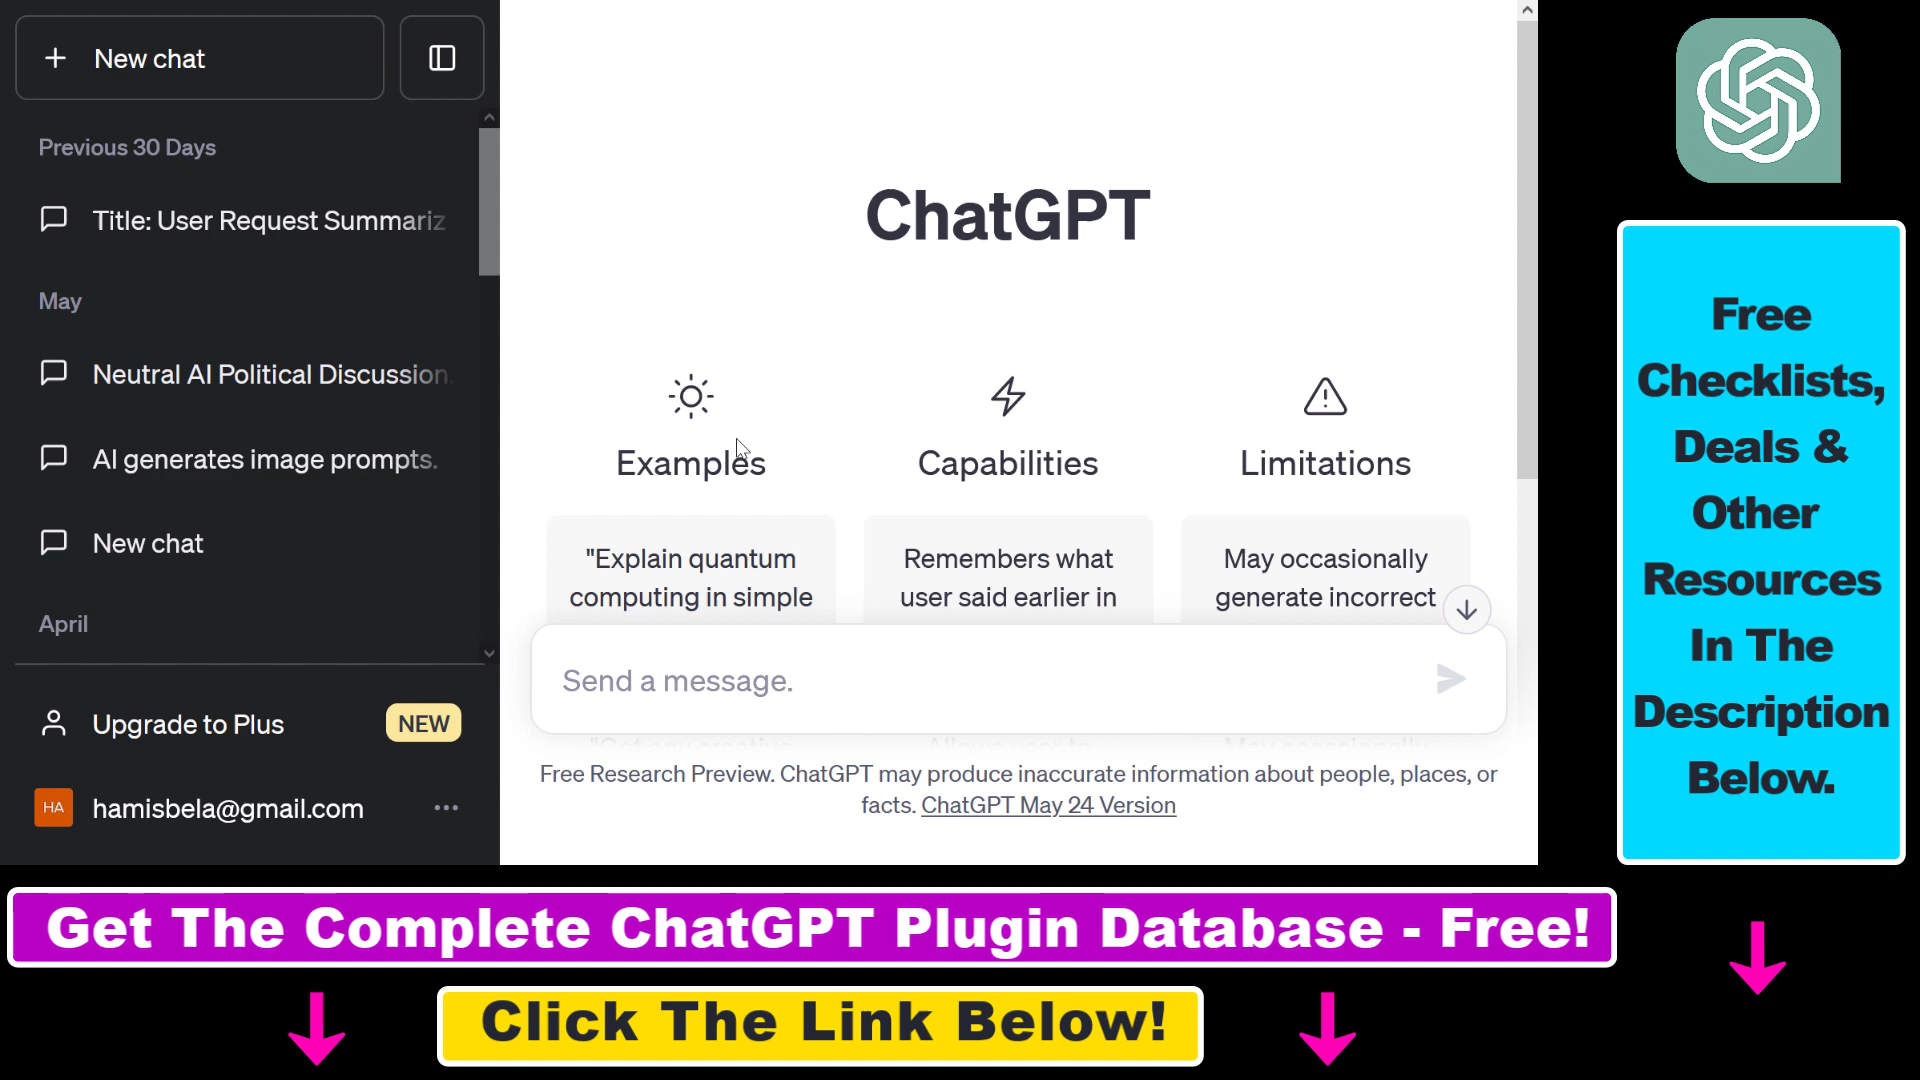 New chat
Previous 30 Days
Title: User Request Summariz
May
Neutral AI Political Discussion.
AI generates image prompts.
New chat
April
Upgrade to Plus
NEW
HA
hamisbela@gmail.com
ChatGPT
Examples
Capabilities
Limitations
"Explain quantum
computing in simple
Remembers what
user said earlier in
May occasionally
generate incorrect
Send a message.
Free Research Preview. ChatGPT may produce inaccurate information about people, places, or
facts. ChatGPT May 24 Version
Free
Checklists,
Deals &
Other
Resources
In The
Description
Below.
Get The Complete ChatGPT Plugin Database - Free!
Click The Link Below!